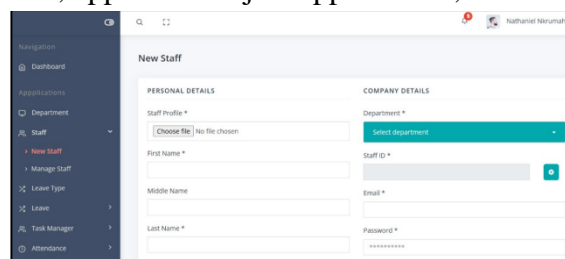 Nathaniel Nkrumah
Navigation
Dashboard
Appplications
Department
Staff
New Staff
Manage Staff
Leave Type
Leave
Task Manager
Attendance
New Staff
PERSONAL DETAILS
Staff Profile *
Choose file No file chosen
First Name *
Middle Name
Last Name *
COMPANY DETAILS
Department *
Select department
Staff ID *
Email *
Password *
**********